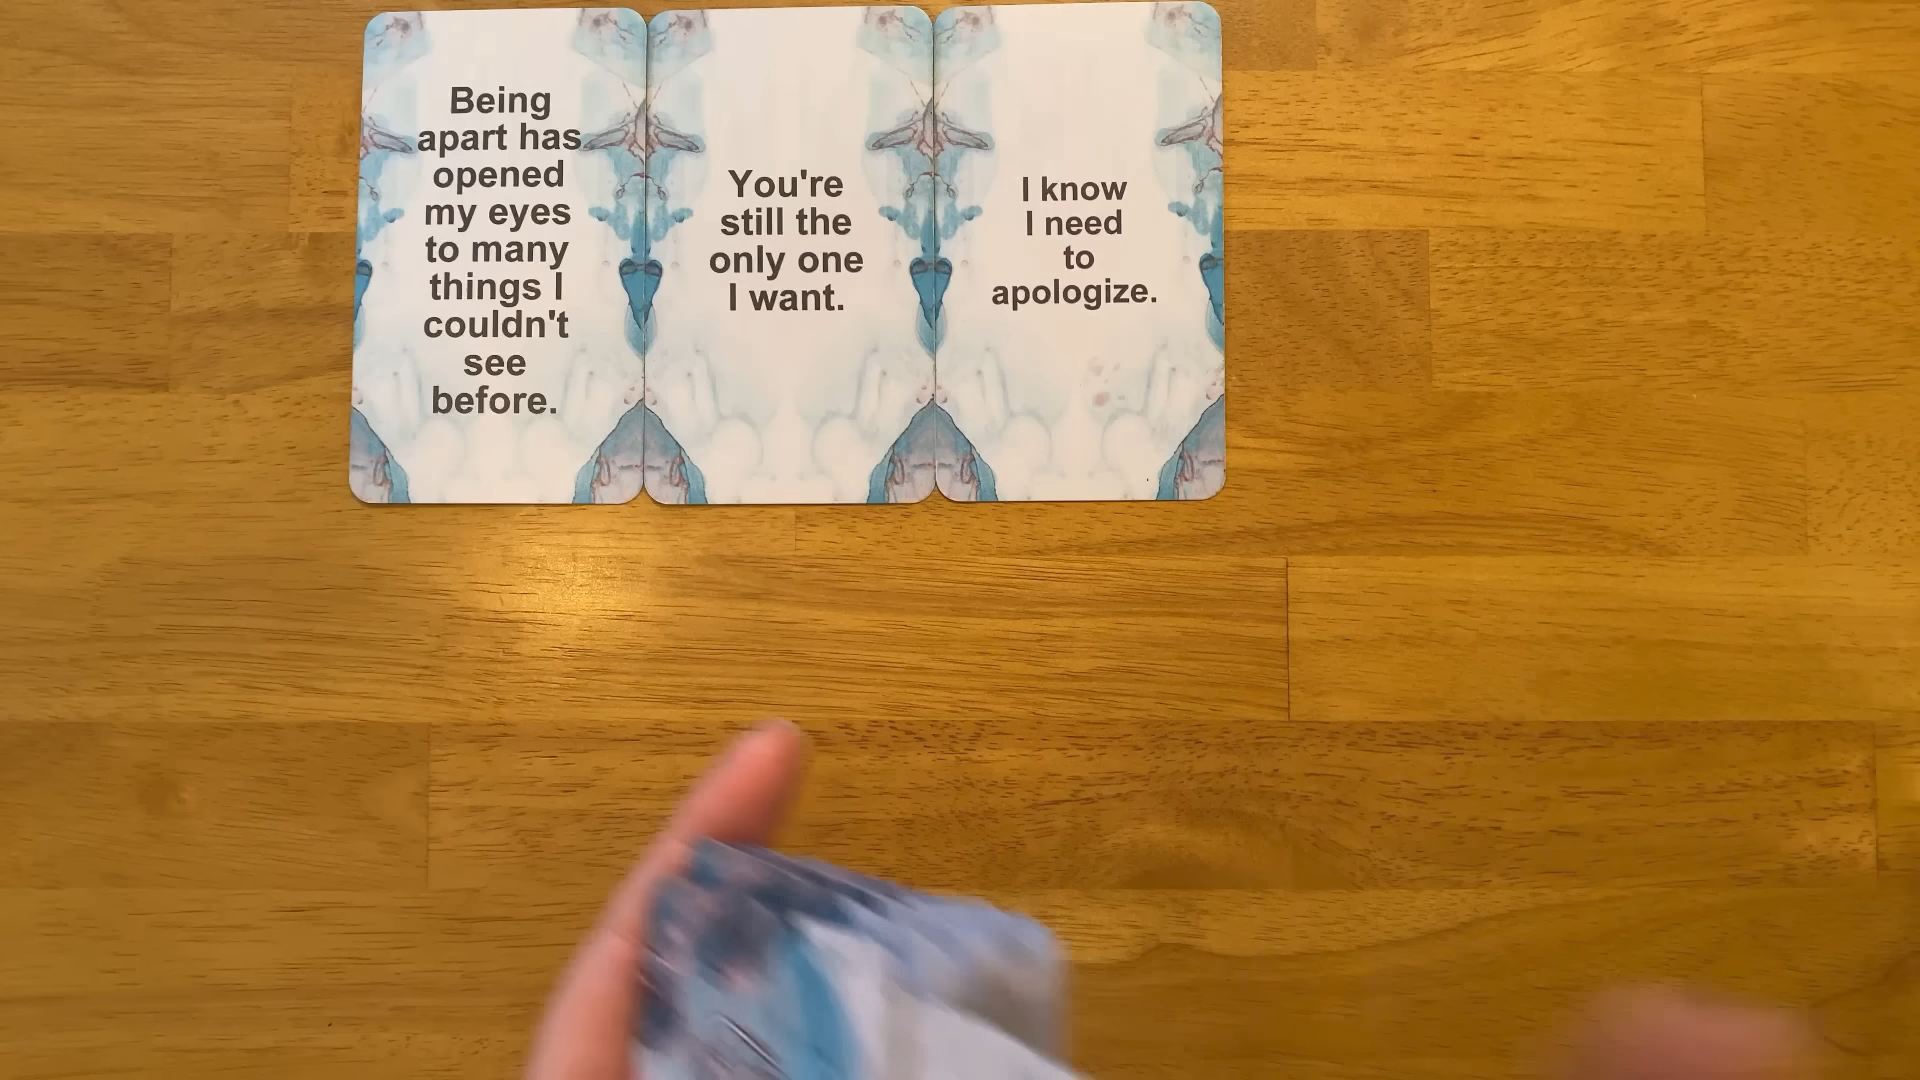 Being
apart has
opened
my eyes
to many
things I
couldn't
see
before.
You're
still the
only one
I want.
I know
I need
to
apologize.